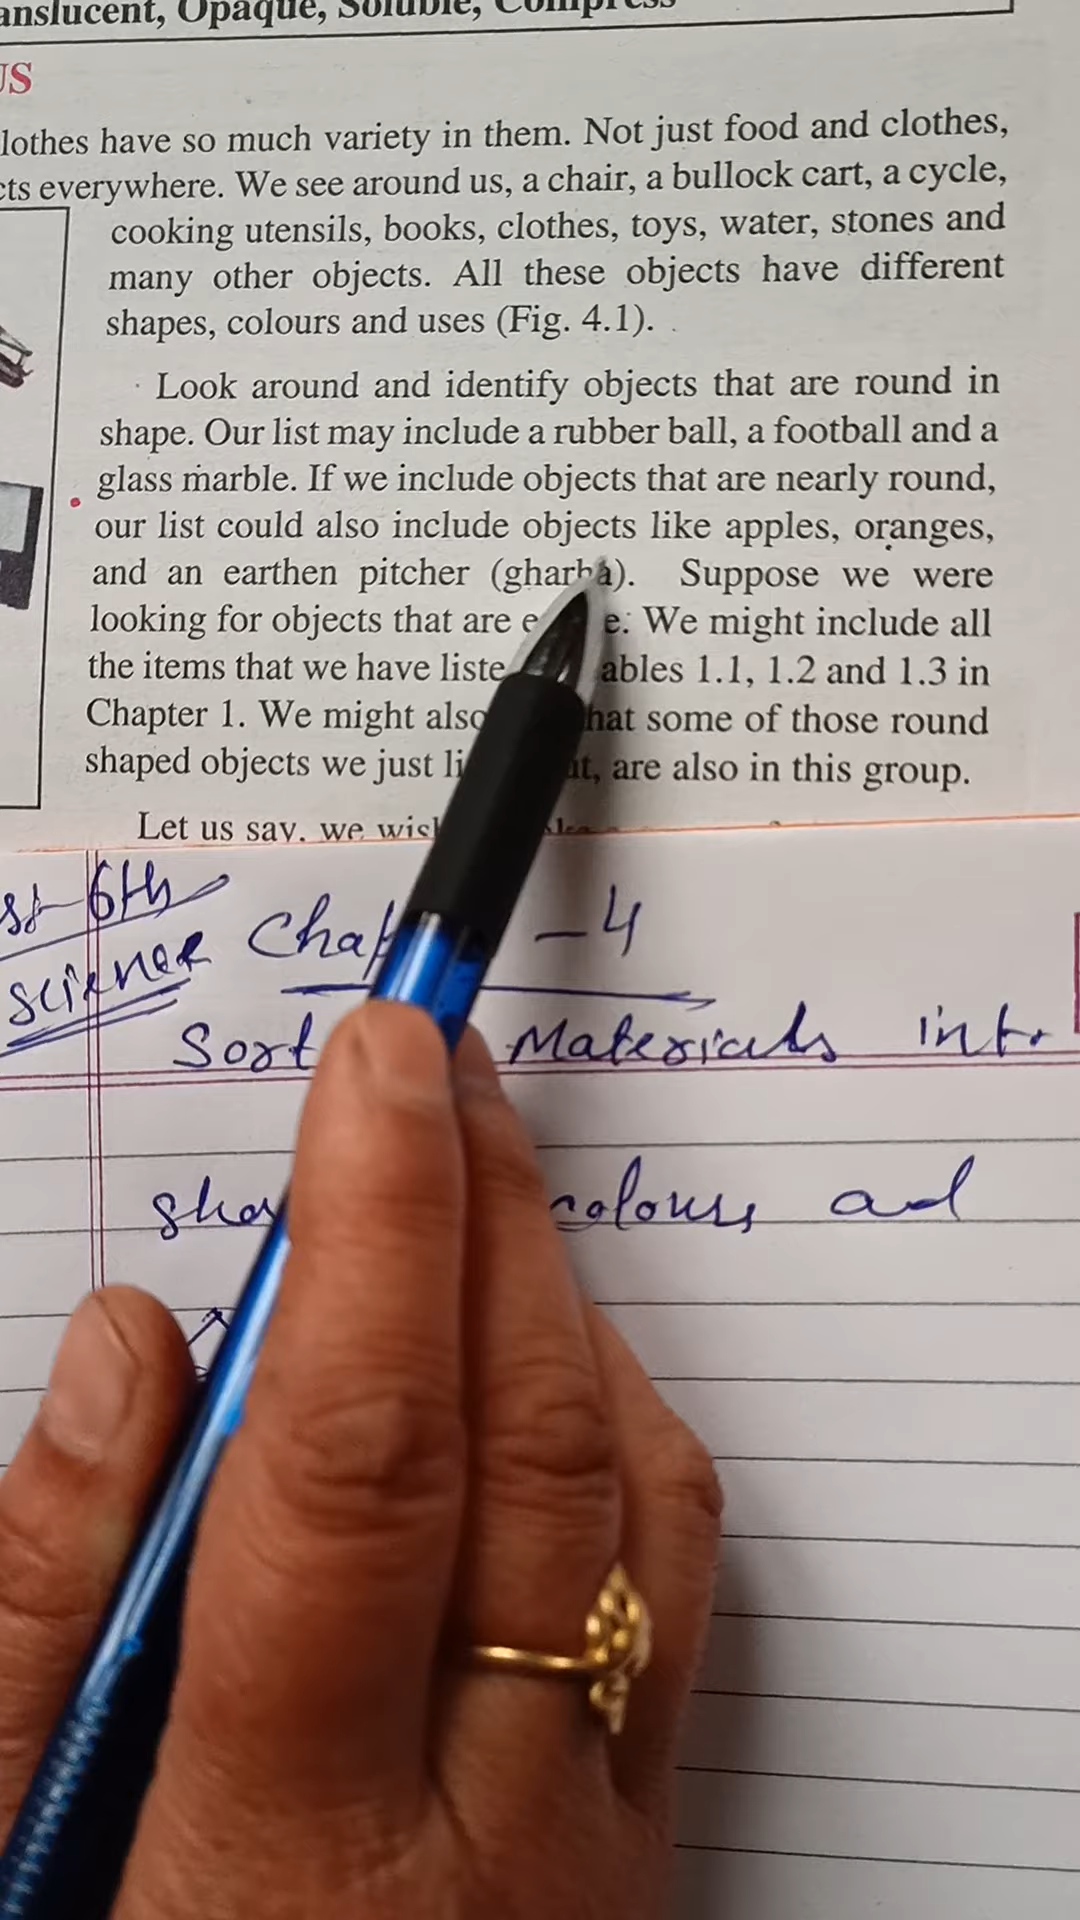 anslucent, Opaque, Soluble, Compress
US
lothes have so much variety in them. Not just food and clothes,
cts everywhere. We see around us, a chair, a bullock cart, a cycle,
cooking utensils, books, clothes, toys, water, stones and
many other objects. All these objects have different
shapes, colours and uses (Fig. 4.1).
Look around and identify objects that are round in
shape. Our list may include a rubber ball, a football and a
glass marble. If we include objects that are nearly round,
our list could also include objects like apples, oranges,
and an earthen pitcher (gharha). Suppose we were
looking for objects that are e e. We might include all
the items that we have liste ables 1.1, 1.2 and 1.3 in
Chapter 1. We might also hat some of those round
shaped objects we just li t, are also in this group.
Let us say, we wis
6th
Science Chap - 4
Sort Materials into
sha colours ad